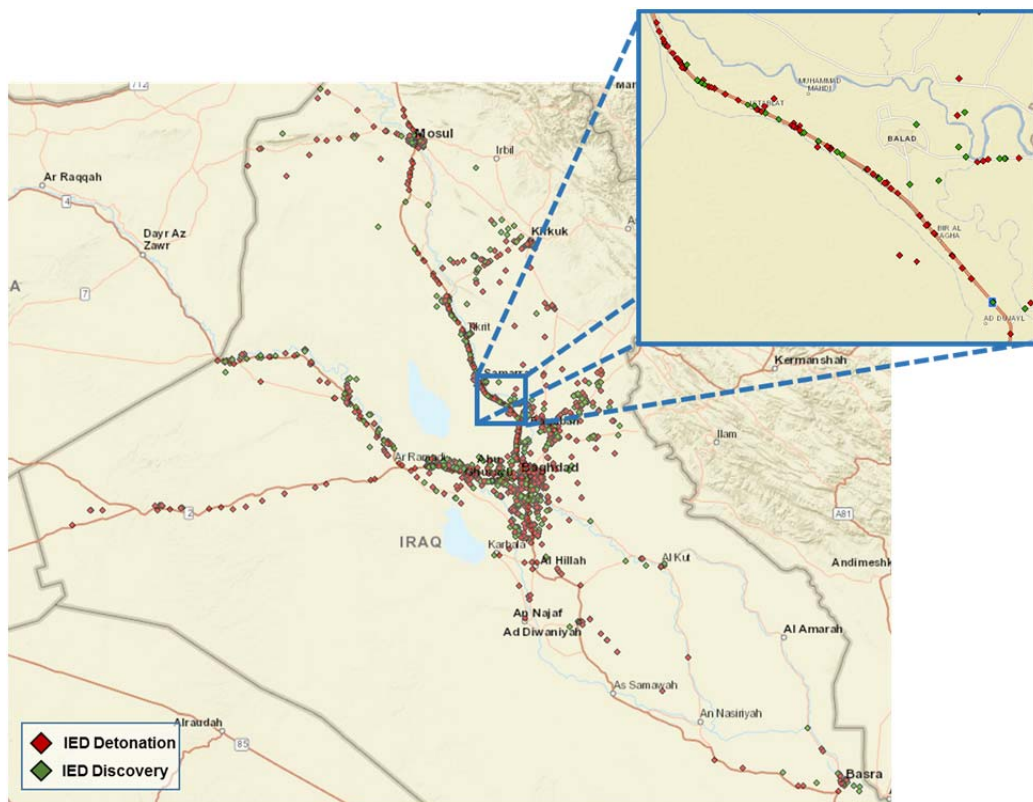 712
Mosul
Irbil
Ar Raqqah
4
Dayr Az
Zawr
Kirkuk
7
Tikrit
Samarra
MUHAMMAD
MAHDI
BALAD
BIR AL
AGHA
AD DUJAYL
Kermanshah
Ilam
Ar Ramadi
Abu
Baghdad
2
IRAQ
Karbala
Al Hillah
Al Kut
A81
Andimeshk
An Najaf
Ad Diwaniyah
Al Amarah
As Samawah
An Nasiriyah
Alraudah
85
Basra
IED Detonation
IED Discovery